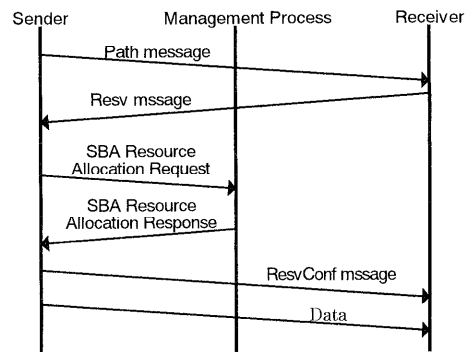 Sender
Management Process
Receiver
Path message
Resv mssage
SBA Resource
Allocation Request
SBA Resource
Allocation Response
ResvConf mssage
Data